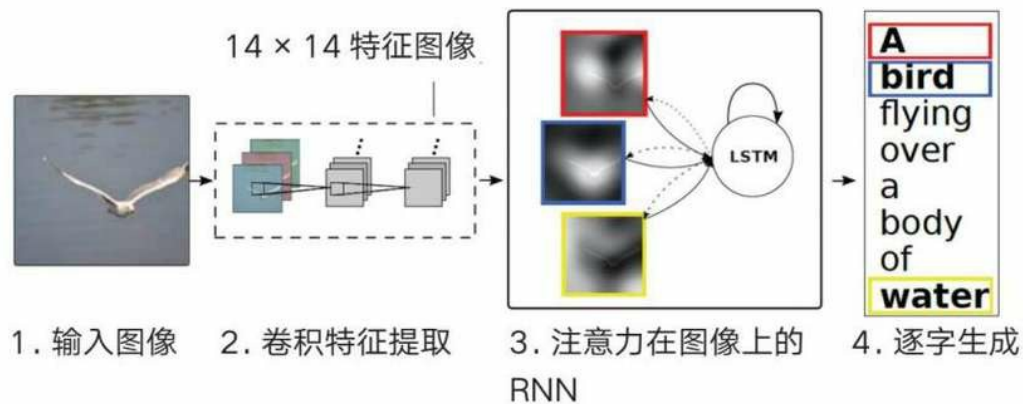 14 × 14 特征图像
LSTM
A
bird
flying
over
a
body
of
water
1. 输入图像
2. 卷积特征提取
3. 注意力在图像上的
RNN
4. 逐字生成